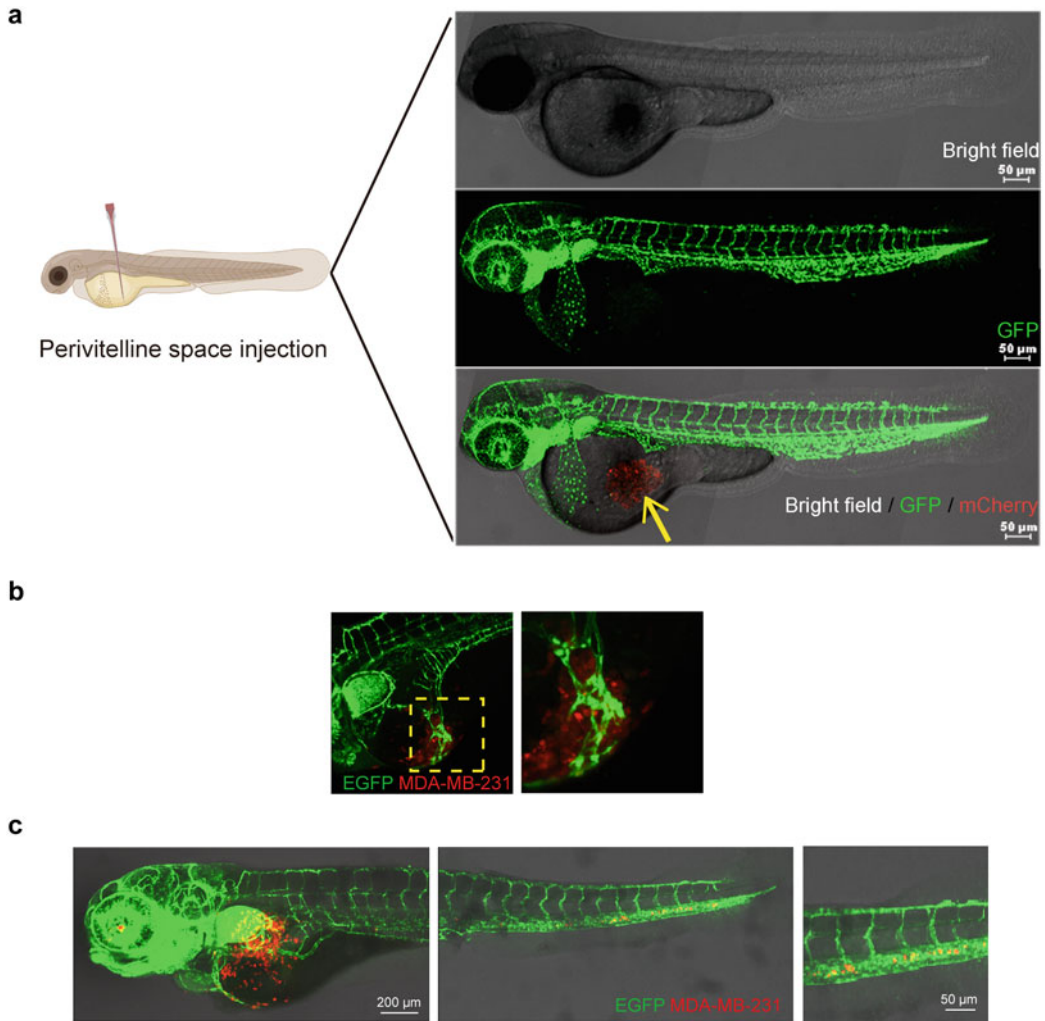 a
Bright field
50 µm
Perivitelline space injection
GFP
50 µm
Bright field / GFP / mCherry
50 µm
b
EGFP MDA-MB-231
c
200 µm
EGFP MDA-MB-231
50 µm